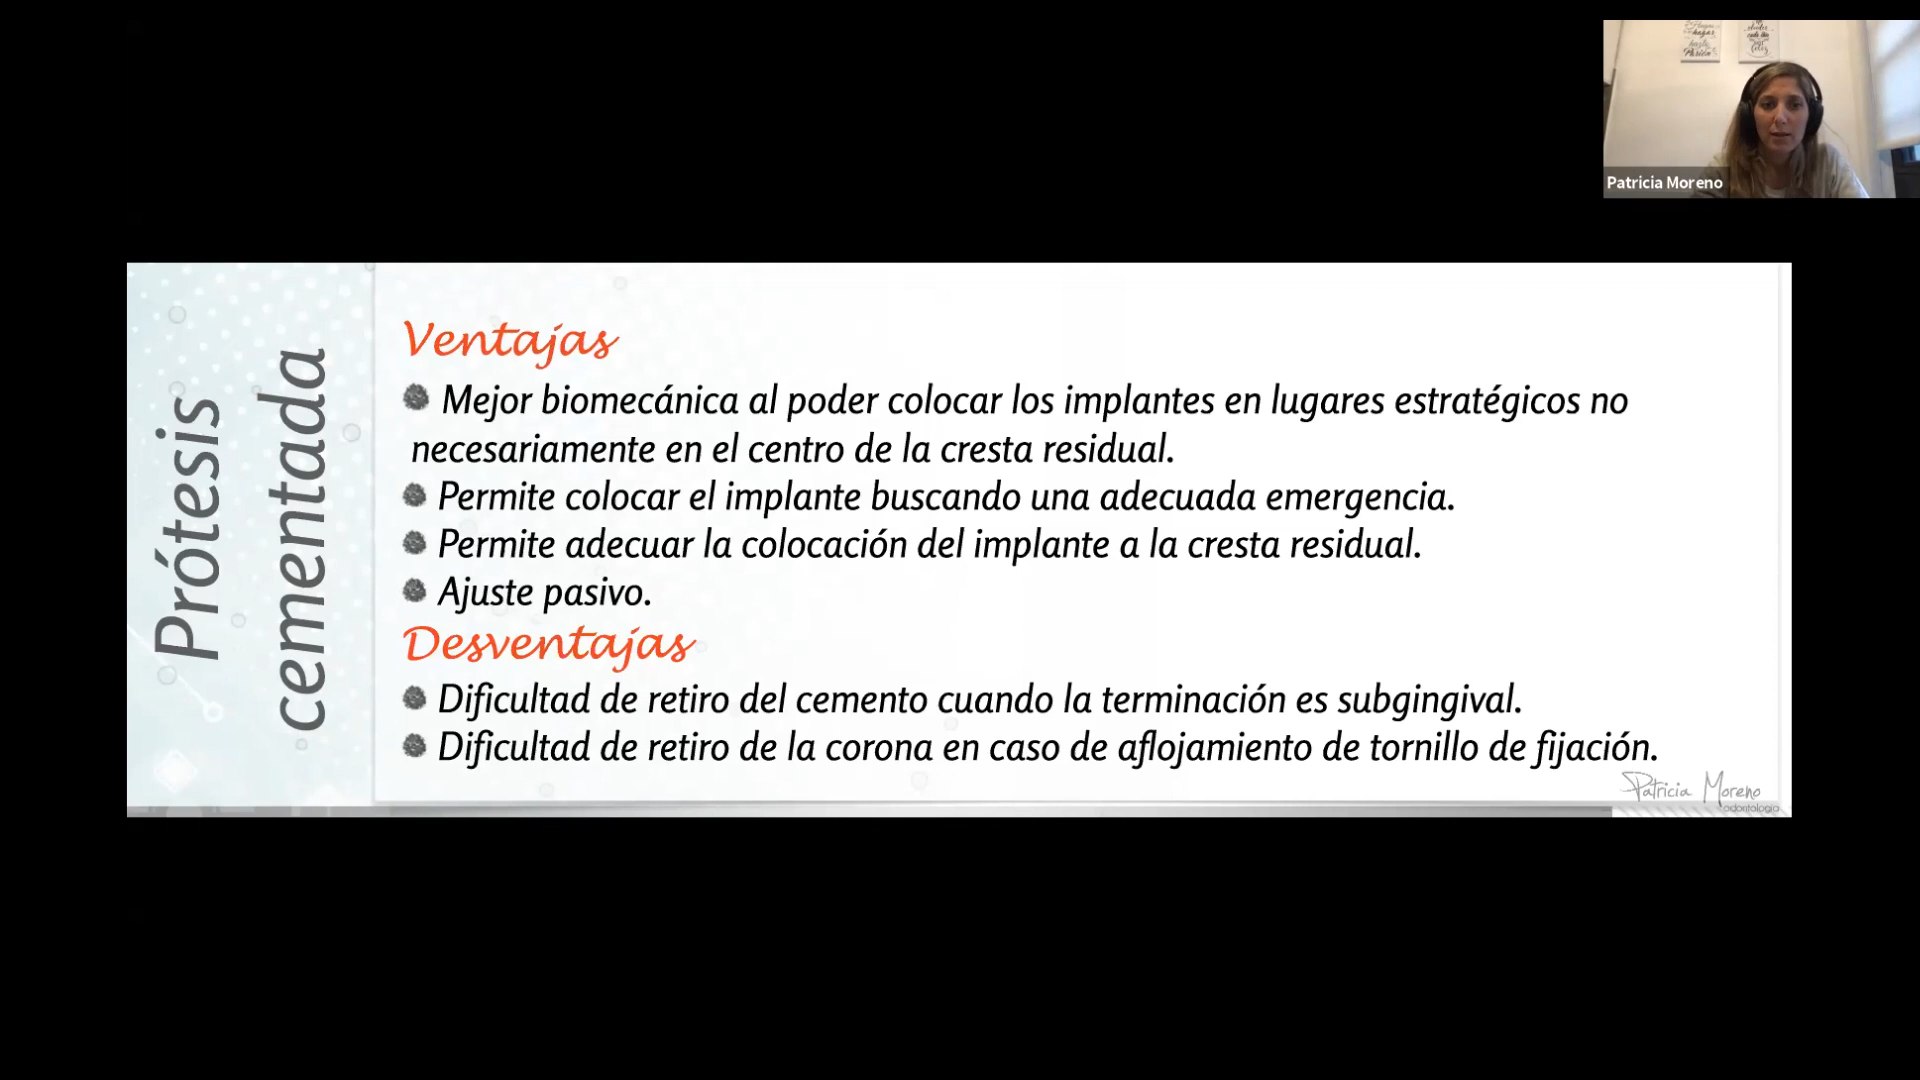 Patricia Moreno
Prótesis
cementada
Ventajas
Mejor biomecánica al poder colocar los implantes en lugares estratégicos no
necesariamente en el centro de la cresta residual.
Permite colocar el implante buscando una adecuada emergencia.
Permite adecuar la colocación del implante a la cresta residual.
Ajuste pasivo.
Desventajas
Dificultad de retiro del cemento cuando la terminación es subgingival.
Dificultad de retiro de la corona en caso de aflojamiento de tornillo de fijación.
Patricia Moreno
odontología